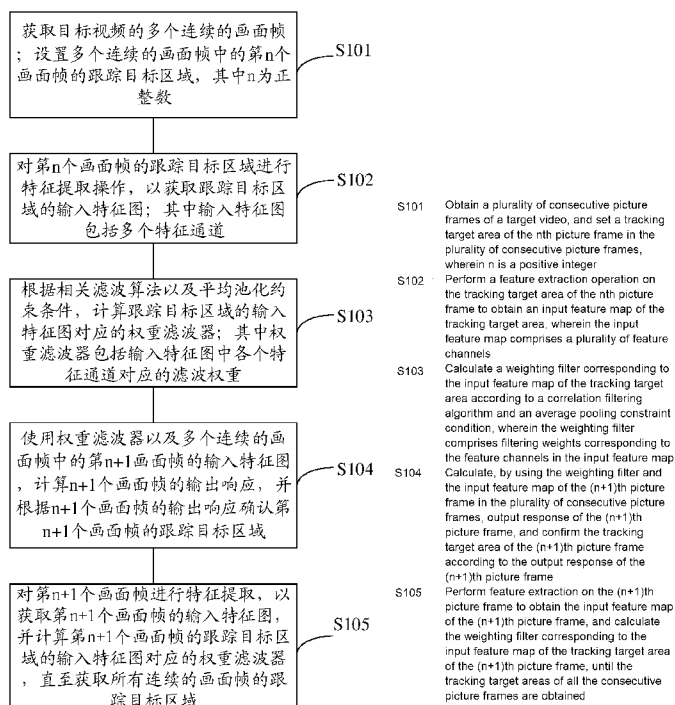 获取目标视频的多个连续的画面帧
；设置多个连续的画面帧中的第n个
画面帧的跟踪目标区域，其中n为正
整数
S101
对第n个画面帧的跟踪目标区域进行
特征提取操作，以获取跟踪目标区
域的输入特征图；其中输入特征图
包括多个特征通道
S102
根据相关滤波算法以及平均池化约
束条件，计算跟踪目标区域的输入
特征图对应的权重滤波器；其中权
重滤波器包括输入特征图中各个特
征通道对应的滤波权重
S103
使用权重滤波器以及多个连续的画
面帧中的第n+1画面帧的输入特征图
，计算n+1个画面帧的输出响应，并
根据n+1个画面帧的输出响应确认第
n+1个画面帧的跟踪目标区域
S104
对第n+1个画面帧进行特征提取，以
获取第n+1个画面帧的输入特征图，
并计算第n+1个画面帧的跟踪目标区
域的输入特征图对应的权重滤波器
，直至获取所有连续的画面帧的跟
踪目标区域
S105
S101 Obtain a plurality of consecutive picture
frames of a target video, and set a tracking
target area of the nth picture frame in the
plurality of consecutive picture frames,
wherein n is a positive integer
S102 Perform a feature extraction operation on
the tracking target area of the nth picture
frame to obtain an input feature map of the
tracking target area, wherein the input
feature map comprises a plurality of feature
channels
S103 Calculate a weighting filter corresponding to
the input feature map of the tracking target
area according to a correlation filtering
algorithm and an average pooling constraint
condition, wherein the weighting filter
comprises filtering weights corresponding to
the feature channels in the input feature map
S104 Calculate, by using the weighting filter and
the input feature map of the (n+1)th picture
frame in the plurality of consecutive picture
frames, output response of the (n+1)th
picture frame, and confirm the tracking
target area of the (n+1)th picture frame
according to the output response of the
(n+1)th picture frame
S105 Perform feature extraction on the (n+1)th
picture frame to obtain the input feature map
of the (n+1)th picture frame, and calculate
the weighting filter corresponding to the
input feature map of the tracking target area
of the (n+1)th picture frame, until the
tracking target areas of all the consecutive
picture frames are obtained